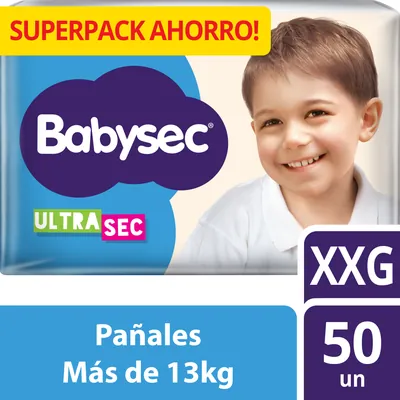 SUPERPACK AHORRO!
Babysec®
ULTRA SEC
XXG
Pañales
Más de 13kg
50
un